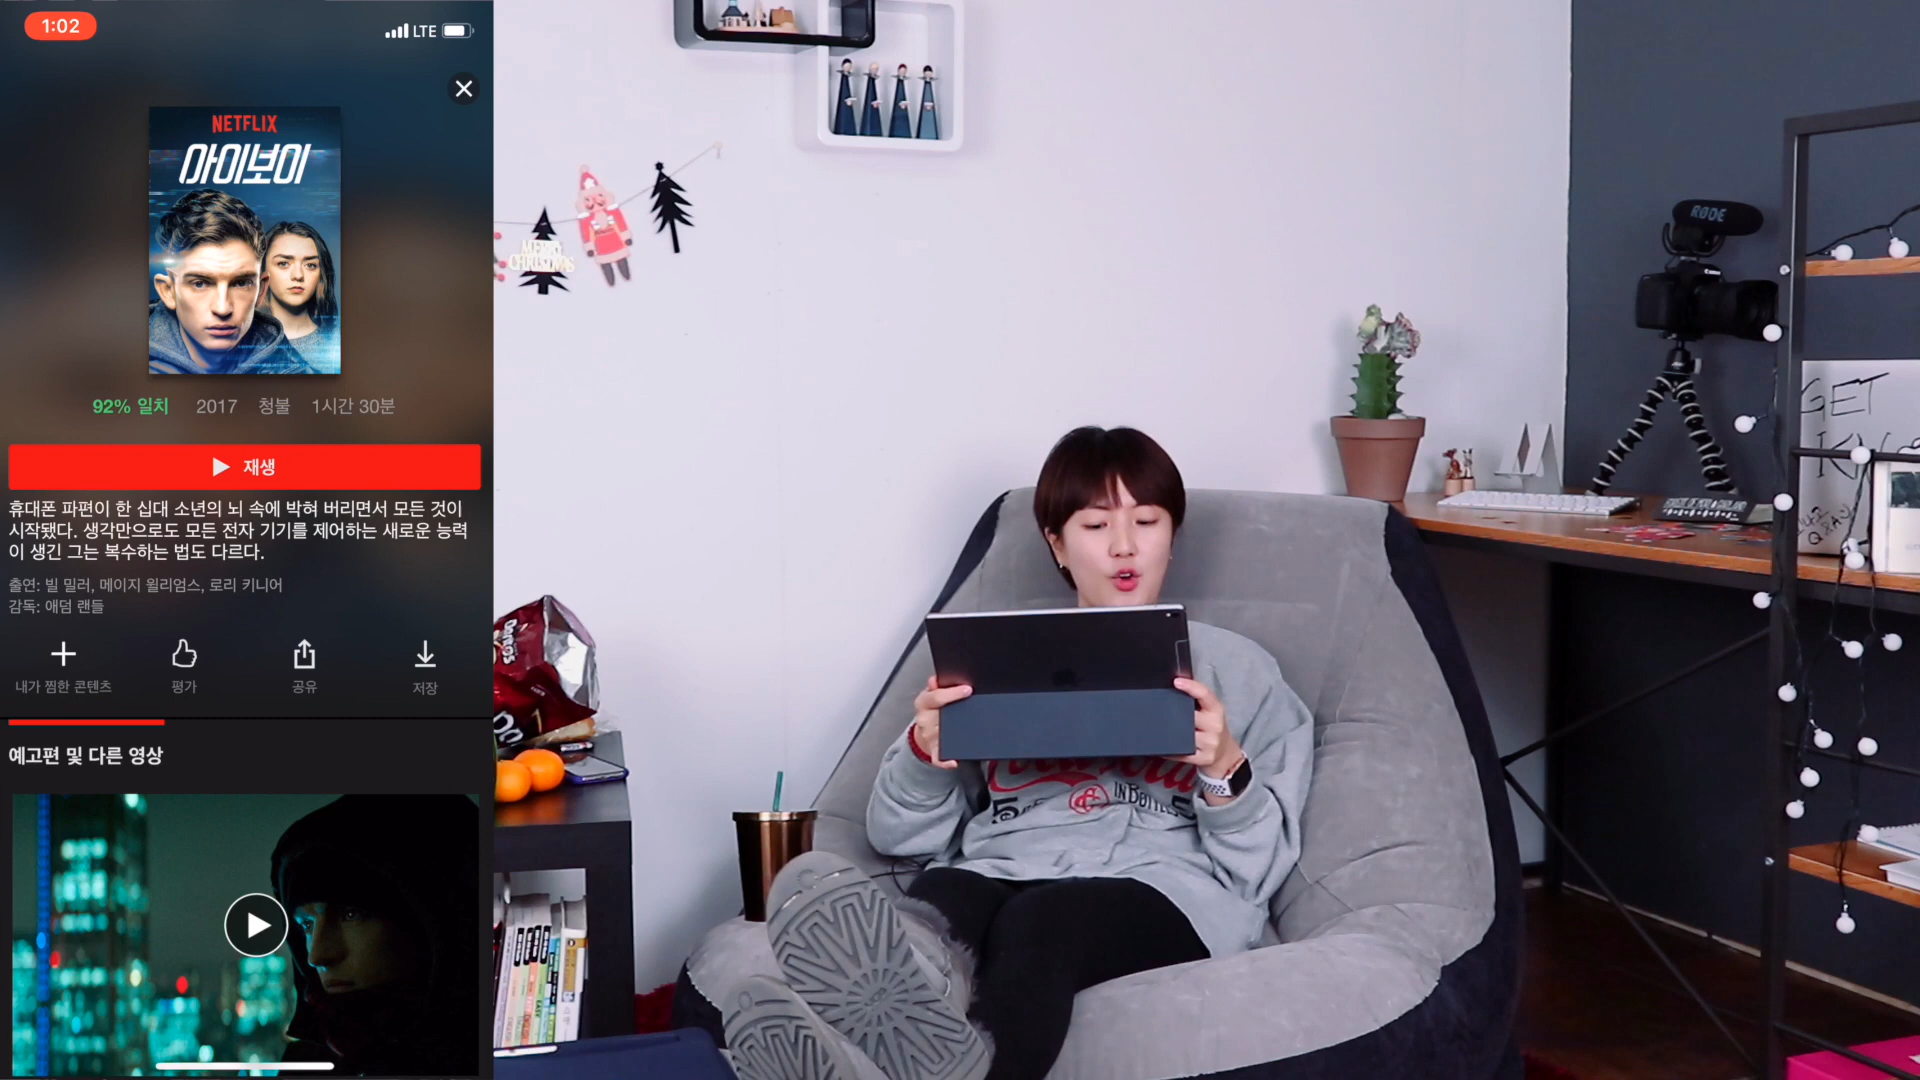 1:02
LTE
NETFLIX
아이보이
92% 일치 2017 청불 1시간 30분
재생
휴대폰 파편이 한 십대 소년의 뇌 속에 박혀 버리면서 모든 것이
시작됐다. 생각만으로도 모든 전자 기기를 제어하는 새로운 능력
이 생긴 그는 복수하는 법도 다르다.
출연: 빌 밀러, 메이지 윌리엄스, 로리 키니어
감독: 애덤 랜들
내가 찜한 콘텐츠 평가 공유 저장
예고편 및 다른 영상
MERRY
CHRISTMAS
RØDE
Canon
GET
Doritos
IN BOTTLES
5